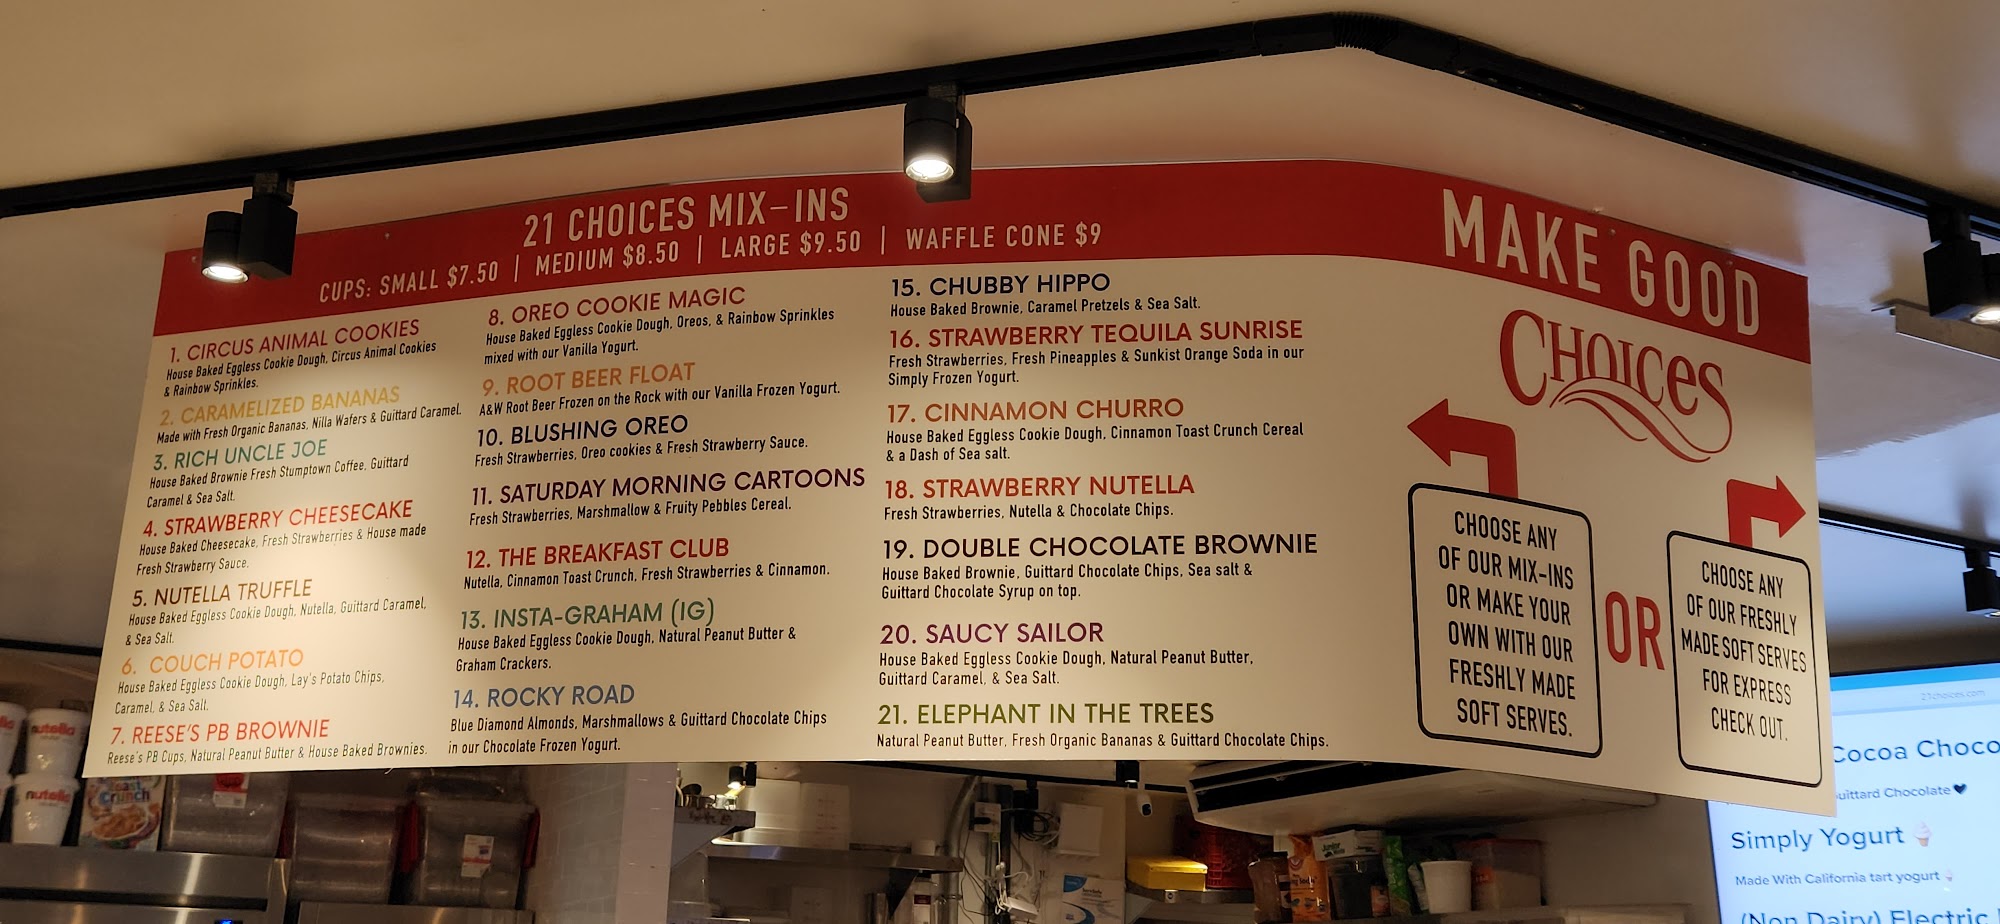 21 CHOICES MIX-INS
CUPS: SMALL $7.50 | MEDIUM $8.50 | LARGE $9.50 | WAFFLE CONE $9
1. CIRCUS ANIMAL COOKIES
House Baked Eggless Cookie Dough, Circus Animal Cookies
& Rainbow Sprinkles.
2. CARAMELIZED BANANAS
Made with Fresh Organic Bananas, Nilla Wafers & Guittard Caramel.
3. RICH UNCLE JOE
House Baked Brownie Fresh Stumptown Coffee, Guittard
Caramel & Sea Salt.
4. STRAWBERRY CHEESECAKE
House Baked Cheesecake, Fresh Strawberries & House made
Fresh Strawberry Sauce.
5. NUTELLA TRUFFLE
House Baked Eggless Cookie Dough, Nutella, Guittard Caramel,
& Sea Salt.
6. COUCH POTATO
House Baked Eggless Cookie Dough, Lay's Potato Chips,
Caramel, & Sea Salt.
7. REESE'S PB BROWNIE
Reese's PB Cups, Natural Peanut Butter & House Baked Brownies.
8. OREO COOKIE MAGIC
House Baked Eggless Cookie Dough, Oreos, & Rainbow Sprinkles
mixed with our Vanilla Yogurt.
9. ROOT BEER FLOAT
A&W Root Beer Frozen on the Rock with our Vanilla Frozen Yogurt.
10. BLUSHING OREO
Fresh Strawberries, Oreo cookies & Fresh Strawberry Sauce.
11. SATURDAY MORNING CARTOONS
Fresh Strawberries, Marshmallow & Fruity Pebbles Cereal.
12. THE BREAKFAST CLUB
Nutella, Cinnamon Toast Crunch, Fresh Strawberries & Cinnamon.
13. INSTA-GRAHAM (IG)
House Baked Eggless Cookie Dough, Natural Peanut Butter &
Graham Crackers.
14. ROCKY ROAD
Blue Diamond Almonds, Marshmallows & Guittard Chocolate Chips
in our Chocolate Frozen Yogurt.
15. CHUBBY HIPPO
House Baked Brownie, Caramel Pretzels & Sea Salt.
16. STRAWBERRY TEQUILA SUNRISE
Fresh Strawberries, Fresh Pineapples & Sunkist Orange Soda in our
Simply Frozen Yogurt.
17. CINNAMON CHURRO
House Baked Eggless Cookie Dough, Cinnamon Toast Crunch Cereal
& a Dash of Sea salt.
18. STRAWBERRY NUTELLA
Fresh Strawberries, Nutella & Chocolate Chips.
19. DOUBLE CHOCOLATE BROWNIE
House Baked Brownie, Guittard Chocolate Chips, Sea salt &
Guittard Chocolate Syrup on top.
20. SAUCY SAILOR
House Baked Eggless Cookie Dough, Natural Peanut Butter,
Guittard Caramel, & Sea Salt.
21. ELEPHANT IN THE TREES
Natural Peanut Butter, Fresh Organic Bananas & Guittard Chocolate Chips.
MAKE GOOD
CHOICES
CHOOSE ANY
OF OUR MIX-INS
OR MAKE YOUR
OWN WITH OUR
FRESHLY MADE
SOFT SERVES.
OR
CHOOSE ANY
OF OUR FRESHLY
MADE SOFT SERVES
FOR EXPRESS
CHECK OUT.
21choices.com
Cocoa Choco
uittard Chocolate
Simply Yogurt
Made With California tart yogurt
(Non Dairy) Electric
nutella
nutella
Toast
Crunch